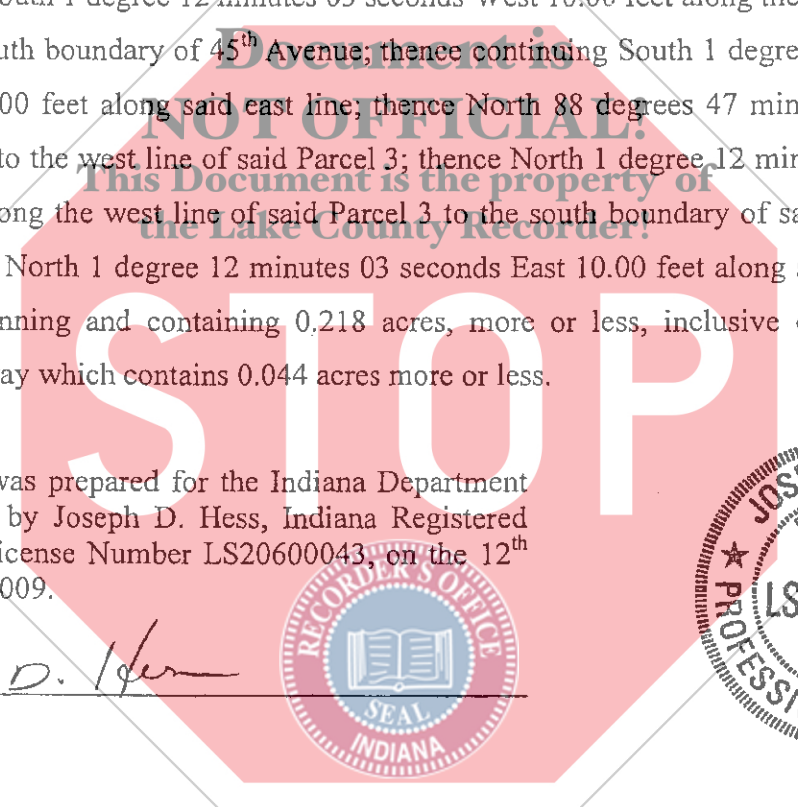 outh 1 degree 12 minutes 03 seconds West 10.00 feet along the
uth boundary of 45th Avenue; thence continuing South 1 degre
00 feet along said east line; thence North 88 degrees 47 min
to the west line of said Parcel 3; thence North 1 degree 12 min
ong the west line of said Parcel 3 to the south boundary of sa
North 1 degree 12 minutes 03 seconds East 10.00 feet along
nning and containing 0.218 acres, more or less, inclusive
ay which contains 0.044 acres more or less.
Document is
NOT OFFICIAL!
This Document is the property of
the Lake County Recorder!
STOP
was prepared for the Indiana Department
by Joseph D. Hess, Indiana Registered
icense Number LS20600043, on the 12th
009.
D. Hess
RECORDER'S OFFICE
SEAL
INDIANA
JOS
LS
PROFESSI